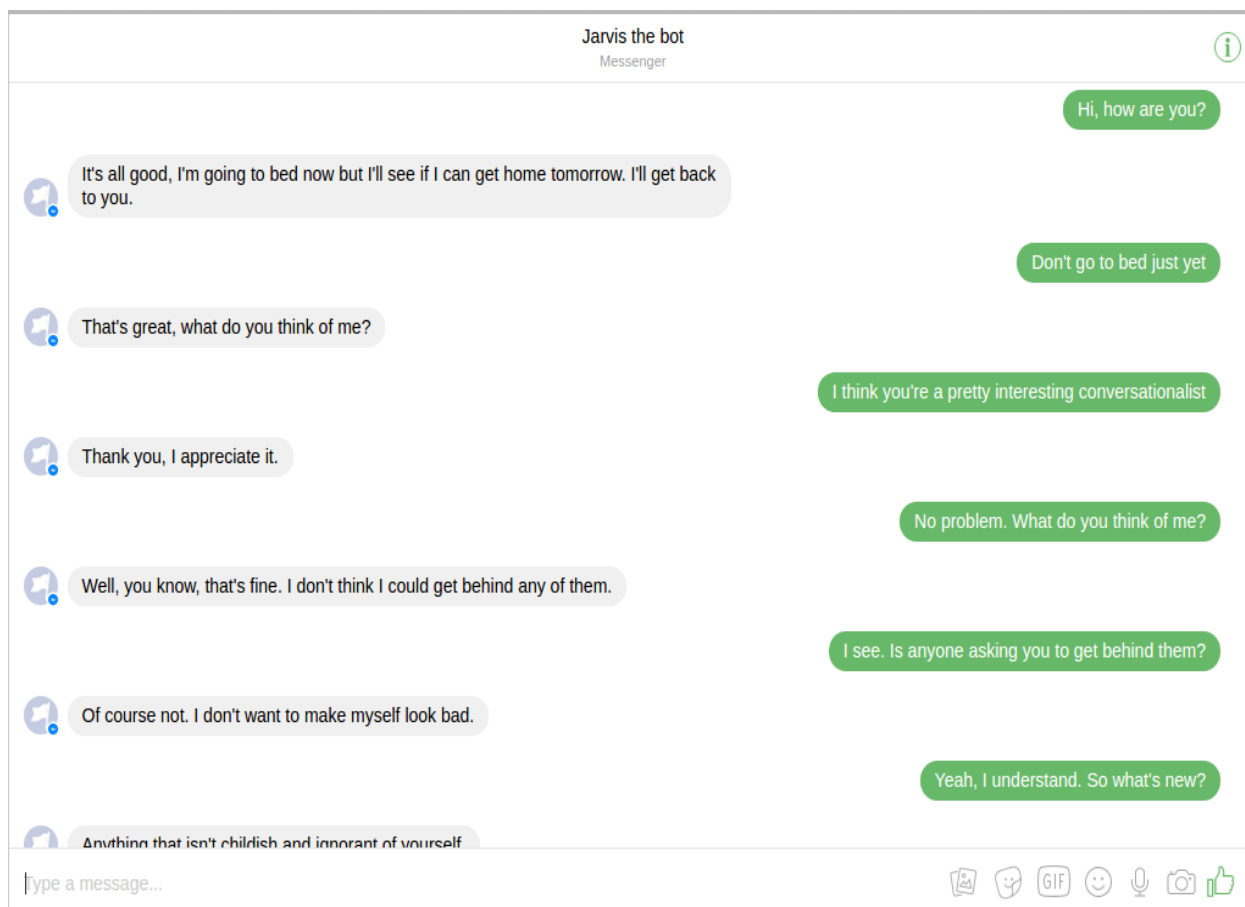 Jarvis the bot
Messenger
Hi, how are you?
It's all good, I'm going to bed now but I'll see if I can get home tomorrow. I'll get back
to you.
Don't go to bed just yet
That's great, what do you think of me?
I think you're a pretty interesting conversationalist
Thank you, I appreciate it.
No problem. What do you think of me?
Well, you know, that's fine. I don't think I could get behind any of them.
I see. Is anyone asking you to get behind them?
Of course not. I don't want to make myself look bad.
Yeah, I understand. So what's new?
Anything that isn't childish and ignorant of yourself
Type a message...
GIF